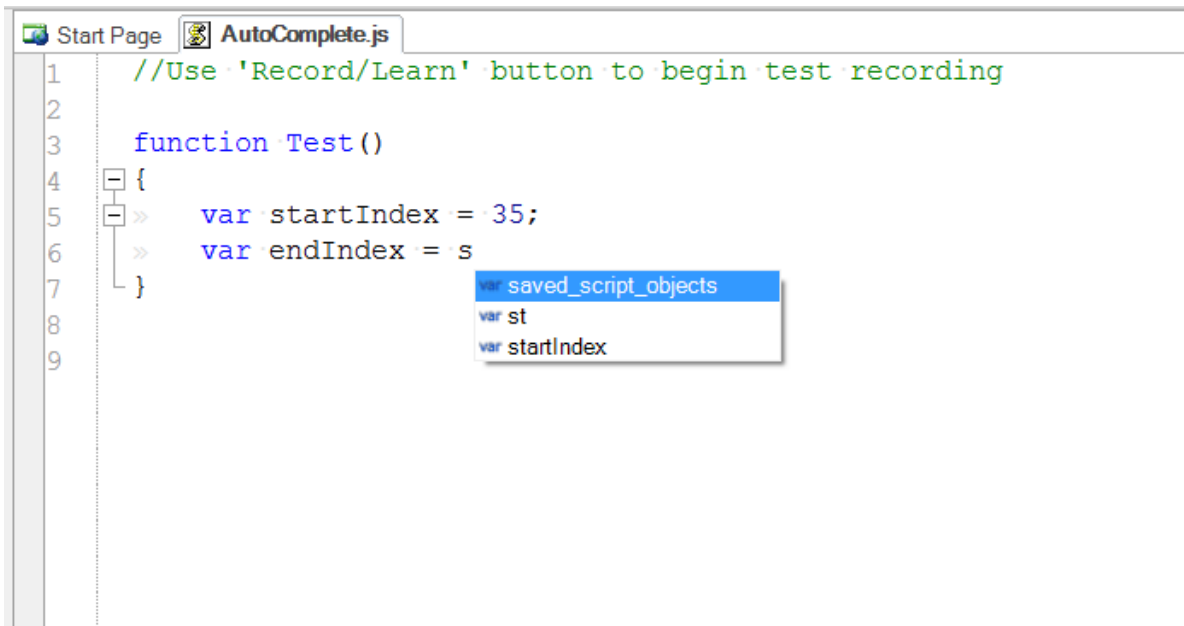 Start Page AutoComplete.js
1 //Use 'Record/Learn' button to begin test recording
2
3 function Test()
4 {
5 var startIndex = 35;
6 var endIndex = s
7 }
var saved_script_objects
8 var st
9 var startIndex